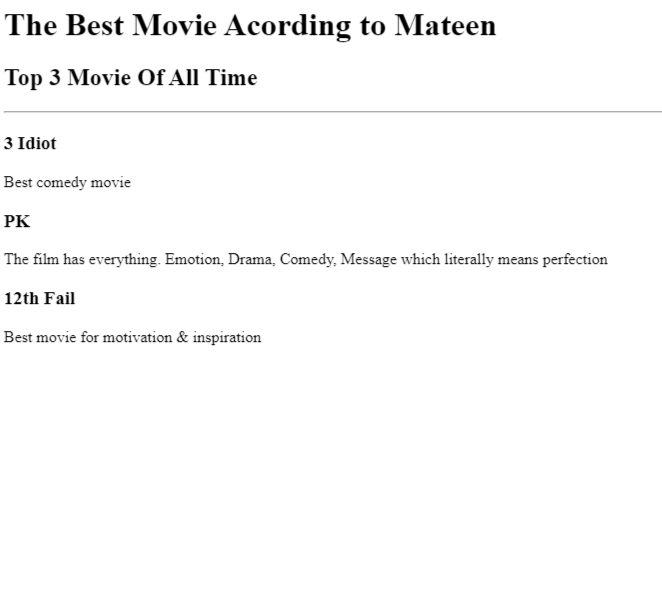 The Best Movie Acording to Mateen
Top 3 Movie Of All Time
3 Idiot
Best comedy movie
PK
The film has everything. Emotion, Drama, Comedy, Message which literally means perfection
12th Fail
Best movie for motivation & inspiration